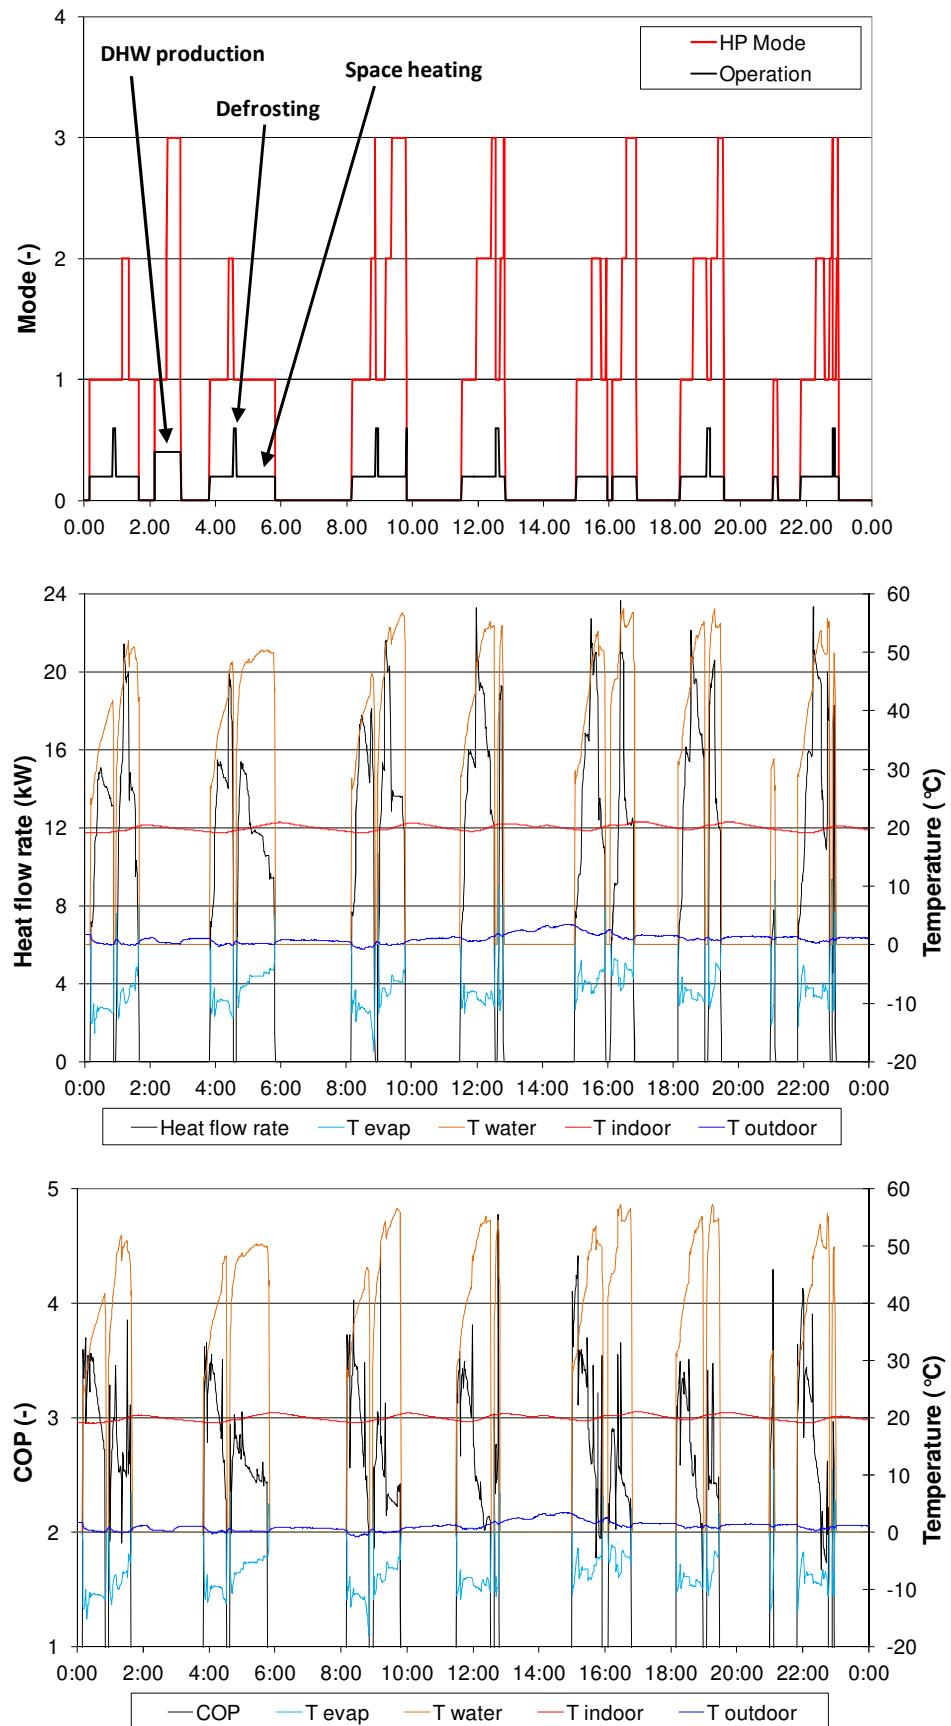 4
3
2
1
0
Mode (-)
DHW production
Defrosting
Space heating
HP Mode
Operation
0:00 2:00 4:00 6:00 8:00 10:00 12:00 14:00 16:00 18:00 20:00 22:00 0:00
24
20
16
12
8
4
0
Heat flow rate (kW)
60
50
40
30
20
10
0
-10
-20
Temperature (°C)
0:00 2:00 4:00 6:00 8:00 10:00 12:00 14:00 16:00 18:00 20:00 22:00 0:00
Heat flow rate T evap T water T indoor T outdoor
5
4
3
2
1
COP (-)
60
50
40
30
20
10
0
-10
-20
Temperature (°C)
0:00 2:00 4:00 6:00 8:00 10:00 12:00 14:00 16:00 18:00 20:00 22:00 0:00
COP T evap T water T indoor T outdoor